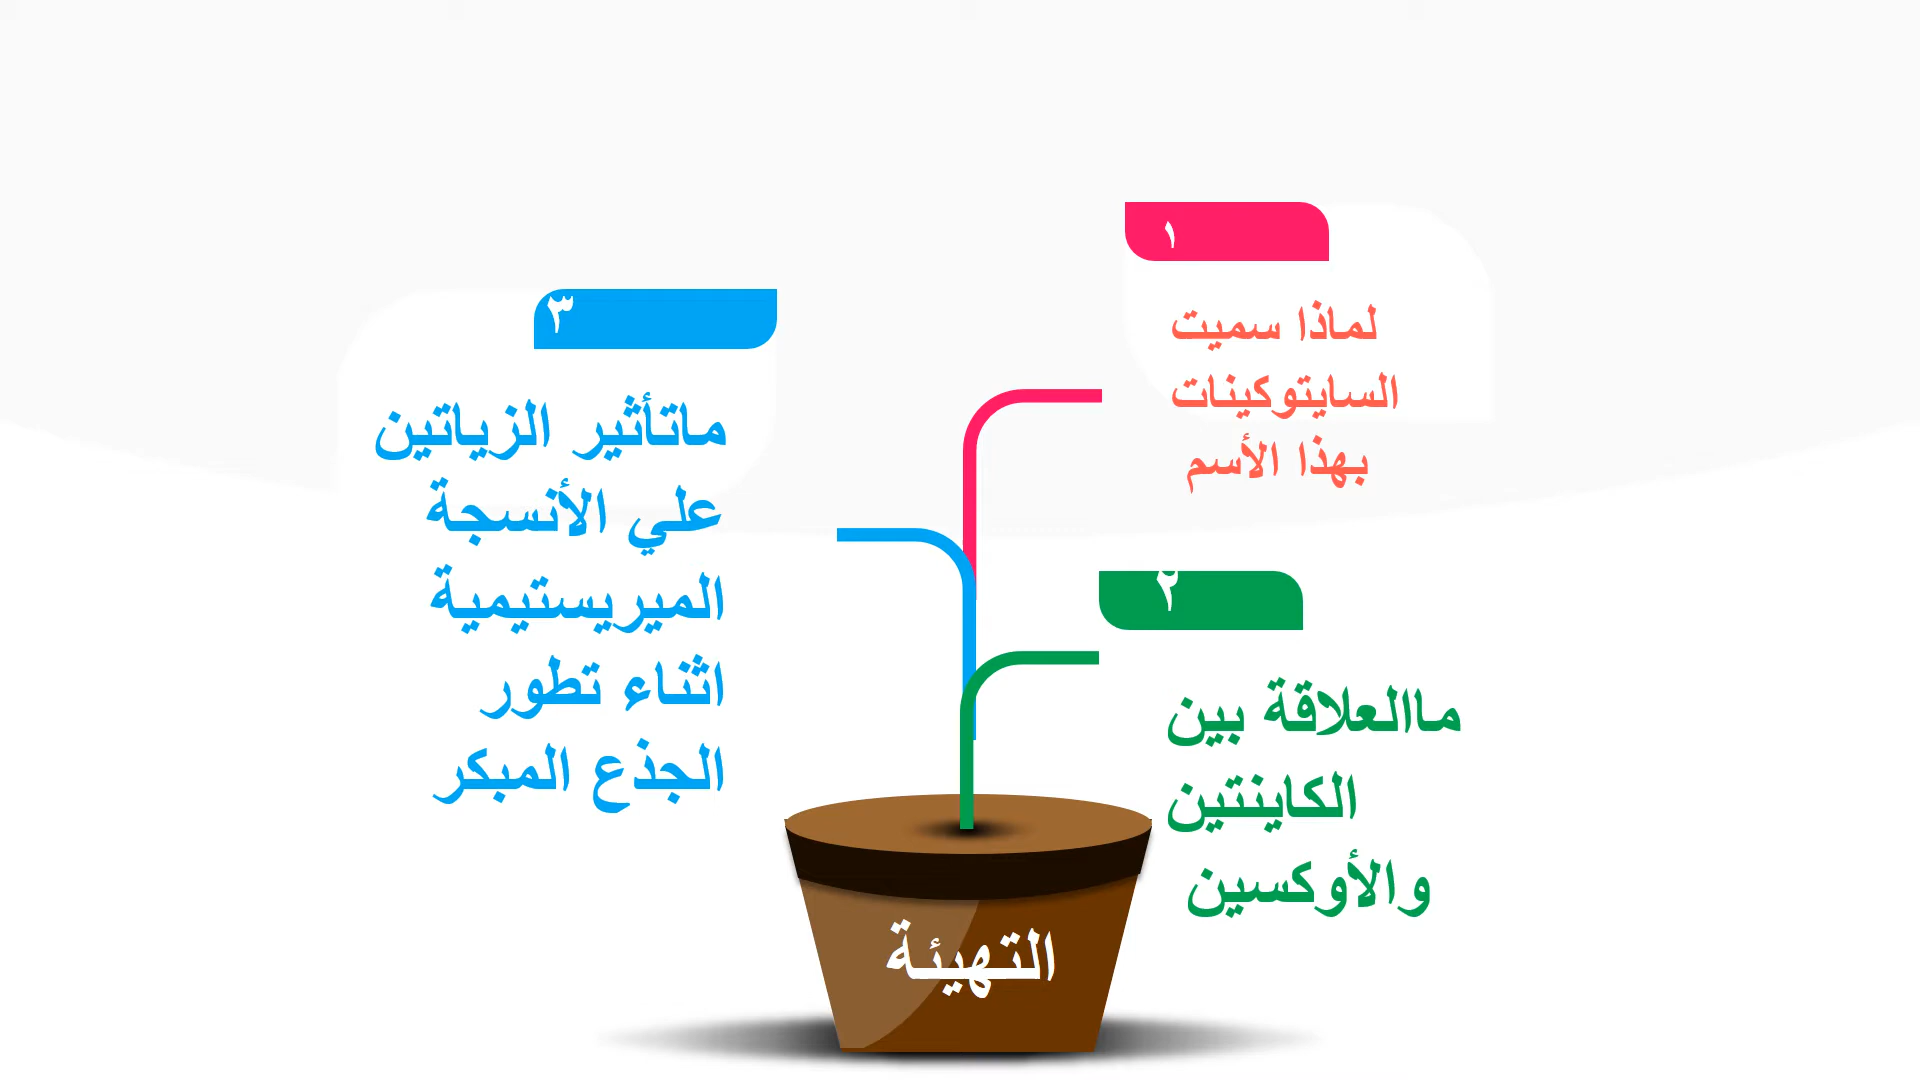 ١
لماذا سميت
السايتوكينات
بهذا الأسم
٢
ماالعلاقة بين
الكاينتين
والأوكسين
٣
ماتأثير الزياتين
علي الأنسجة
الميريستيمية
اثناء تطور
الجذع المبكر
التهيئة